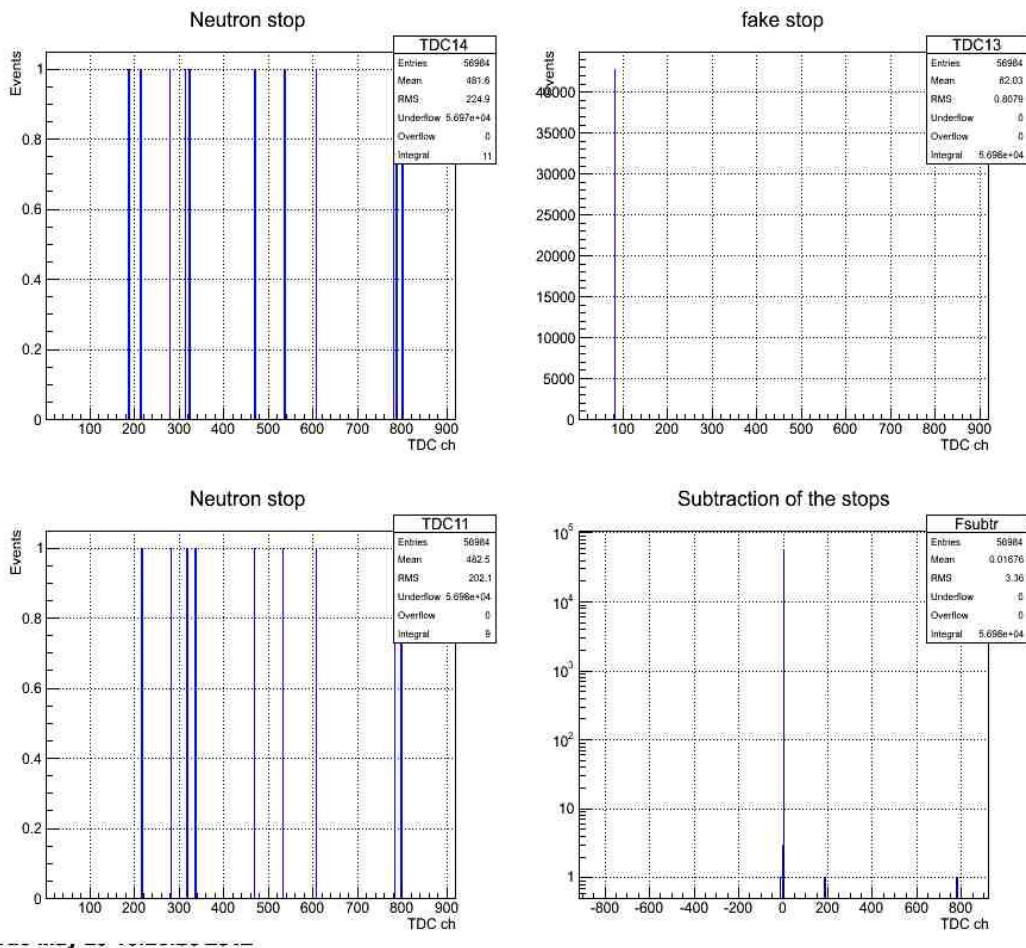 Neutron stop
TDC14
Entries 56984
Mean 481.6
RMS 224.9
Underflow 5.697e+04
Overflow 0
Integral 11
Events
1
0.8
0.6
0.4
0.2
0
100 200 300 400 500 600 700 800 900
TDC ch
fake stop
TDC13
Entries 56984
Mean 82.03
RMS 0.8079
Underflow 0
Overflow 0
Integral 5.698e+04
Events
40000
35000
30000
25000
20000
15000
10000
5000
0
100 200 300 400 500 600 700 800 900
TDC ch
Neutron stop
TDC11
Entries 56984
Mean 482.5
RMS 202.1
Underflow 5.698e+04
Overflow 0
Integral 9
Events
1
0.8
0.6
0.4
0.2
0
100 200 300 400 500 600 700 800 900
TDC ch
Subtraction of the stops
Fsubtr
Entries 56984
Mean 0.01676
RMS 3.36
Underflow 0
Overflow 0
Integral 5.698e+04
10^5
10^4
10^3
10^2
10
1
-800 -600 -400 -200 0 200 400 600 800
TDC ch